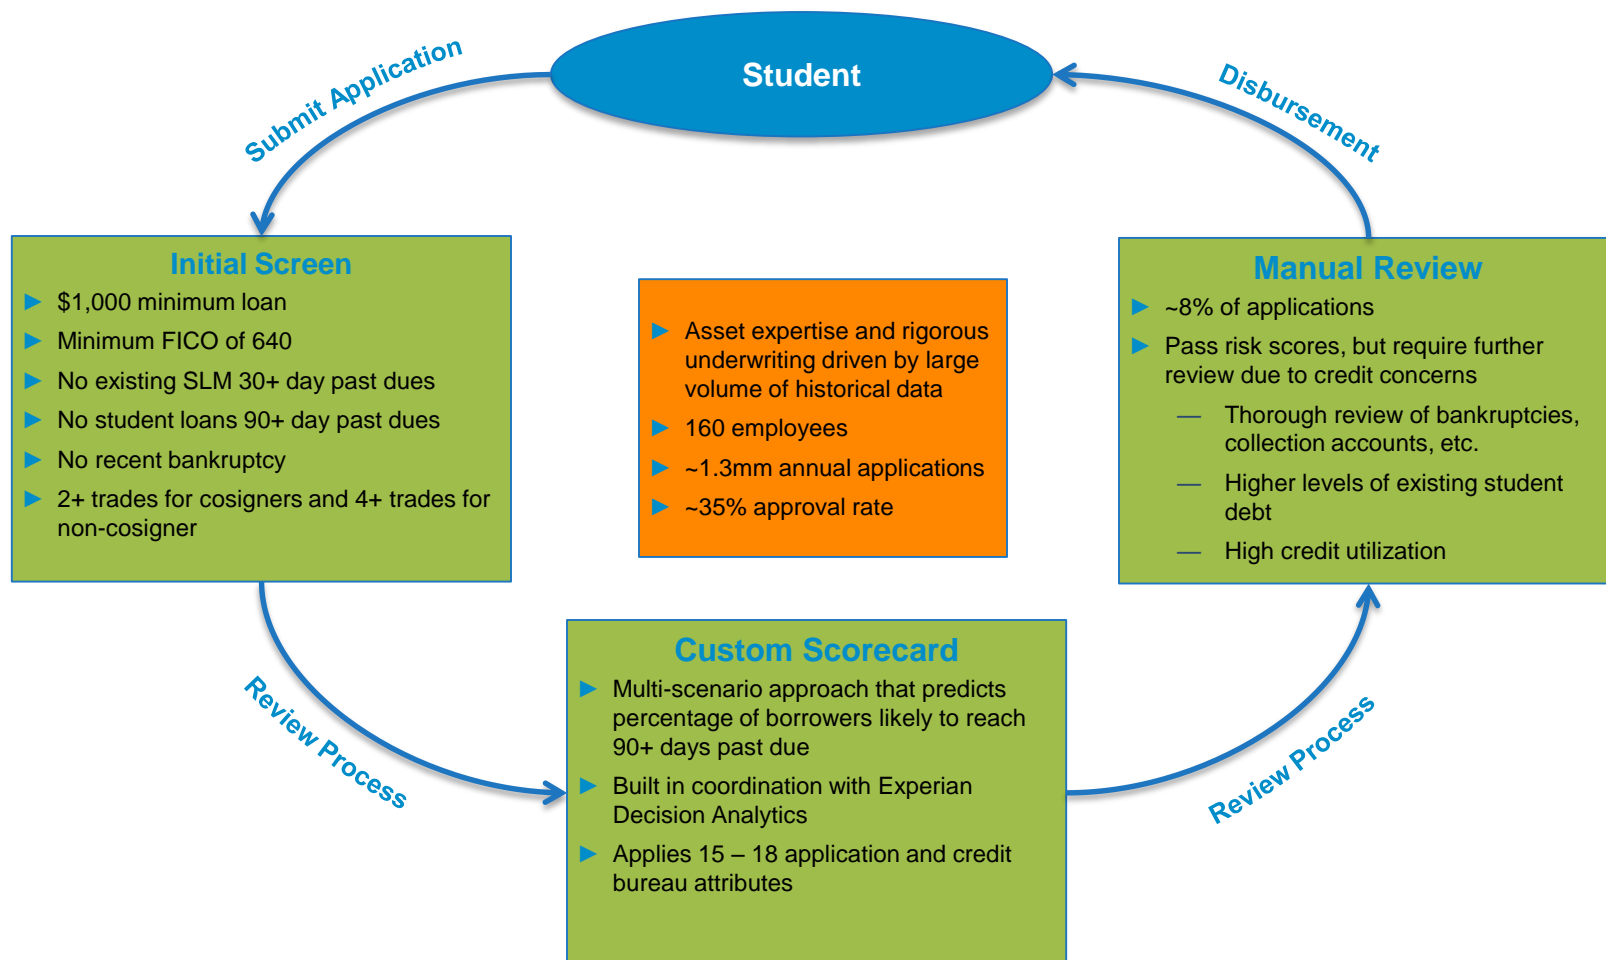 Student
Submit Application
Disbursement
Initial Screen
► $1,000 minimum loan
► Minimum FICO of 640
► No existing SLM 30+ day past dues
► No student loans 90+ day past dues
► No recent bankruptcy
► 2+ trades for cosigners and 4+ trades for
non-cosigner
► Asset expertise and rigorous
underwriting driven by large
volume of historical data
► 160 employees
► ~1.3mm annual applications
► ~35% approval rate
Manual Review
► ~8% of applications
► Pass risk scores, but require further
review due to credit concerns
— Thorough review of bankruptcies,
collection accounts, etc.
— Higher levels of existing student
debt
— High credit utilization
Review Process
Custom Scorecard
► Multi-scenario approach that predicts
percentage of borrowers likely to reach
90+ days past due
► Built in coordination with Experian
Decision Analytics
► Applies 15 – 18 application and credit
bureau attributes
Review Process